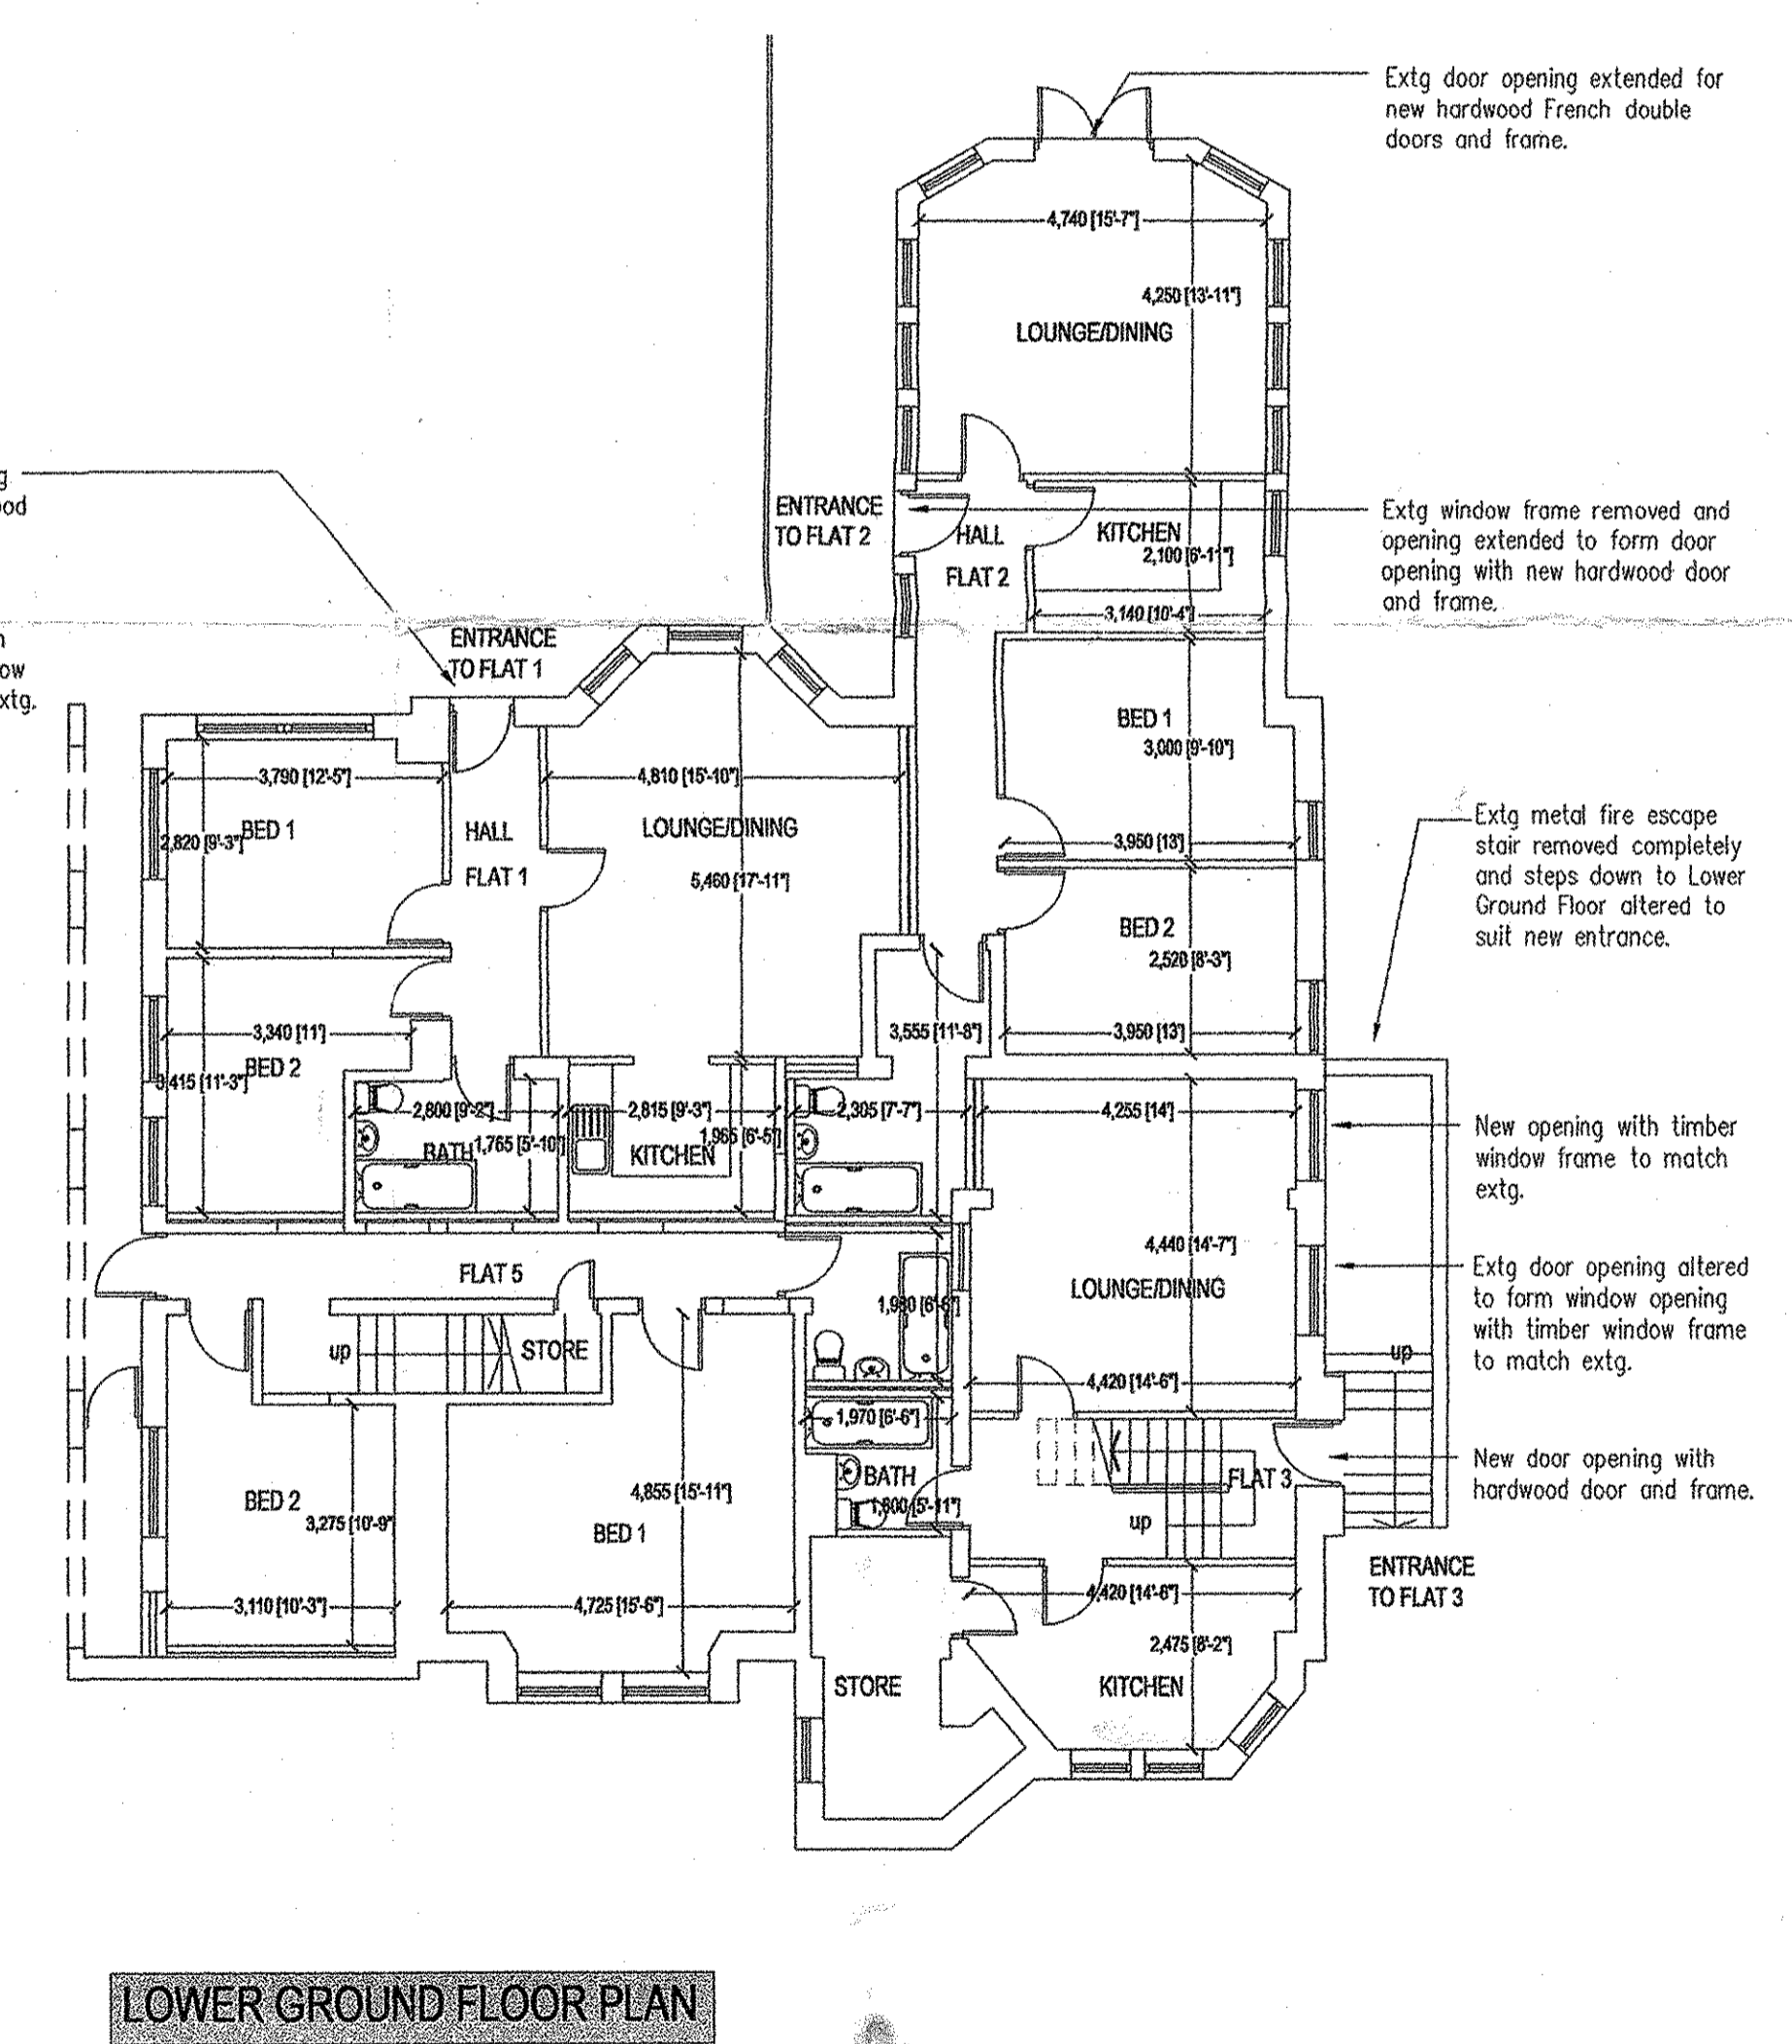 Extg door opening extended for
new hardwood French double
doors and frame.
4,740 [15'-7"]
4,250 [13'-11"]
LOUNGE/DINING
ENTRANCE
TO FLAT 2
HALL
FLAT 2
KITCHEN
2,100 [6'-11"]
3,140 [10'-4"]
Extg window frame removed and
opening extended to form door
opening with new hardwood door
and frame.
ENTRANCE
TO FLAT 1
xtg.
BED 1
3,000 [9'-10"]
3,950 [13']
3,790 [12'-5"]
2,820 [9'-3"]
BED 1
HALL
FLAT 1
4,810 [15'-10"]
LOUNGE/DINING
5,460 [17'-11"]
Extg metal fire escape
stair removed completely
and steps down to Lower
Ground Floor altered to
suit new entrance.
BED 2
2,520 [8'-3"]
3,950 [13']
3,340 [11']
3,415 [11'-3"]
BED 2
3,555 [11'-8"]
2,800 [9'-2"]
1,765 [5'-10"]
BATH
2,815 [9'-3"]
1,965 [6'-5"]
KITCHEN
2,305 [7'-7"]
4,255 [14']
New opening with timber
window frame to match
extg.
4,440 [14'-7"]
LOUNGE/DINING
FLAT 5
Extg door opening altered
to form window opening
with timber window frame
to match extg.
up
STORE
up
4,420 [14'-6"]
1,970 [6'-6"]
BATH
1,800 [5'-11"]
FLAT 3
up
New door opening with
hardwood door and frame.
BED 2
3,275 [10'-9"]
3,110 [10'-3"]
4,855 [15'-11"]
BED 1
4,725 [15'-6"]
ENTRANCE
TO FLAT 3
2,475 [8'-2"]
KITCHEN
STORE
LOWER GROUND FLOOR PLAN